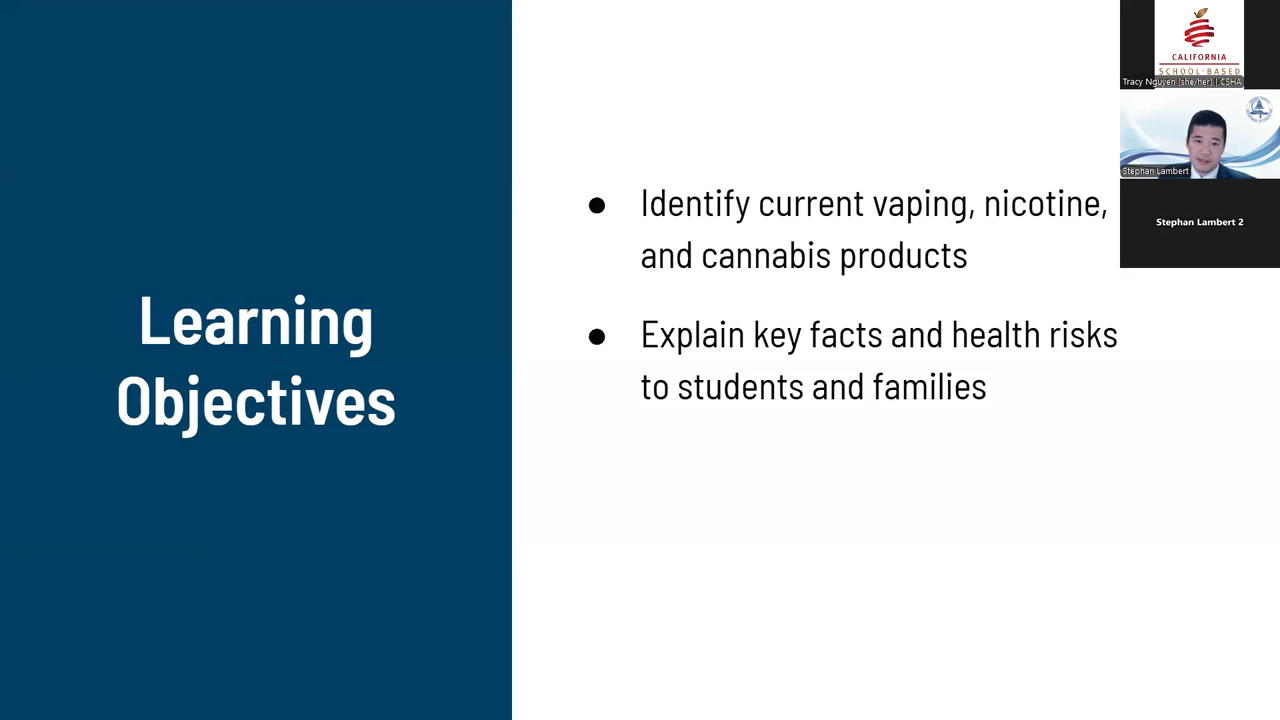 Learning
Objectives
● Identify current vaping, nicotine,
and cannabis products
● Explain key facts and health risks
to students and families
CALIFORNIA
SCHOOL-BASED
Tracy Nguyen (she/her) | CSHA
Stephan Lambert
Stephan Lambert 2